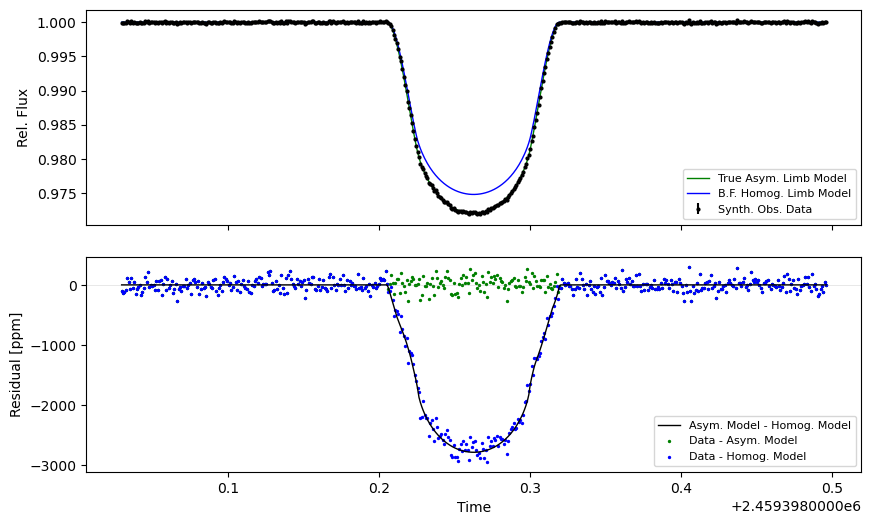 1.000
0.995
0.990
0.985
0.980
0.975
Rel. Flux
True Asym. Limb Model
B.F. Homog. Limb Model
Synth. Obs. Data
0
−1000
−2000
−3000
Residual [ppm]
Asym. Model - Homog. Model
Data - Asym. Model
Data - Homog. Model
0.1 0.2 0.3 0.4 0.5
Time
+2.4593980000e6